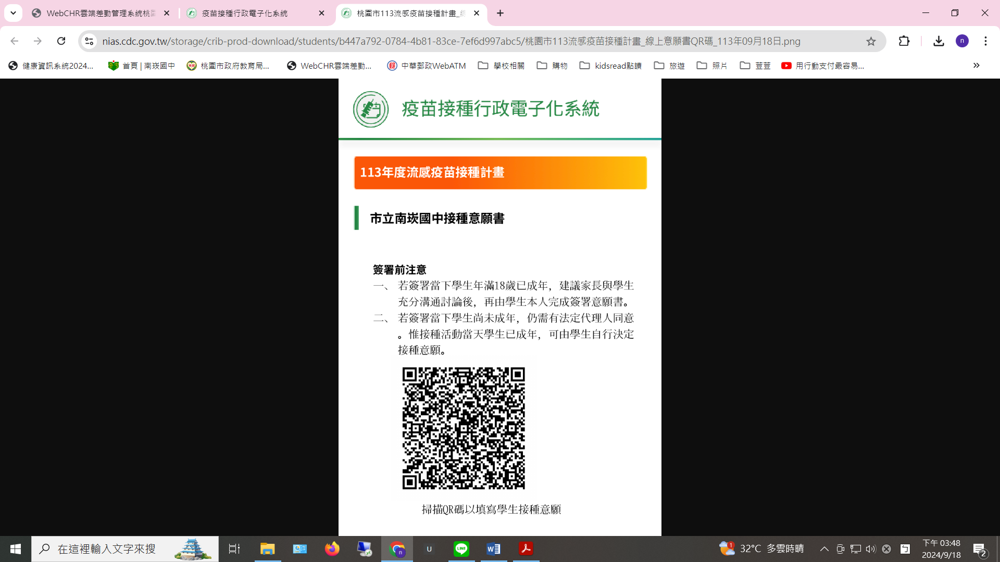 WebCHR雲端差勤管理系統桃園
疫苗接種行政電子化系統
桃園市113流感疫苗接種計畫_線
nias.cdc.gov.tw/storage/crib-prod-download/students/b447a792-0784-4b81-83ce-7ef6d997abc5/桃園市113流感疫苗接種計畫_線上意願書QR碼_113年09月18日.png
n
健康資訊系統2024...
首頁 | 南崁國中
桃園市政府教育局...
WebCHR雲端差勤...
中華郵政WebATM
學校相關
購物
kidsread點讀
旅遊
照片
荳荳
用行動支付最容易...
疫苗接種行政電子化系統
113年度流感疫苗接種計畫
市立南崁國中接種意願書
簽署前注意
一、 若簽署當下學生年滿18歲已成年，建議家長與學生
充分溝通討論後，再由學生本人完成簽署意願書。
二、 若簽署當下學生尚未成年，仍需有法定代理人同意
。惟接種活動當天學生已成年，可由學生自行決定
接種意願。
掃描QR碼以填寫學生接種意願
在這裡輸入文字來搜
U
LINE
n
1
32°C 多雲時晴
ㄅ
下午 03:48
2024/9/18
2